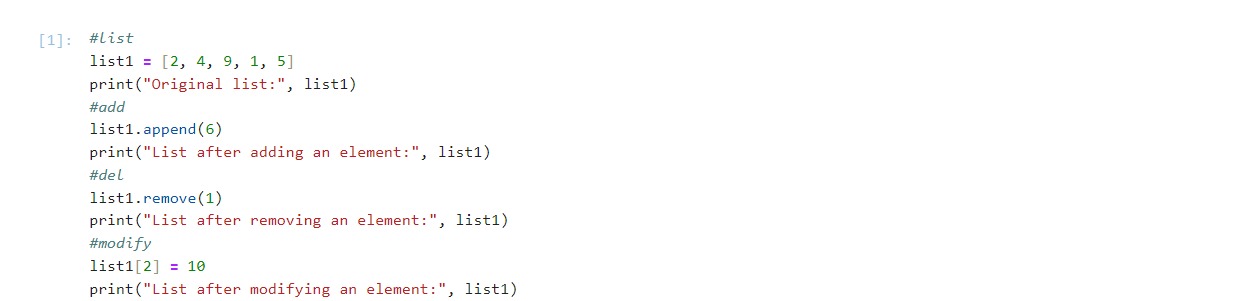 [1]: #list
list1 = [2, 4, 9, 1, 5]
print("Original list:", list1)
#add
list1.append(6)
print("List after adding an element:", list1)
#del
list1.remove(1)
print("List after removing an element:", list1)
#modify
list1[2] = 10
print("List after modifying an element:", list1)